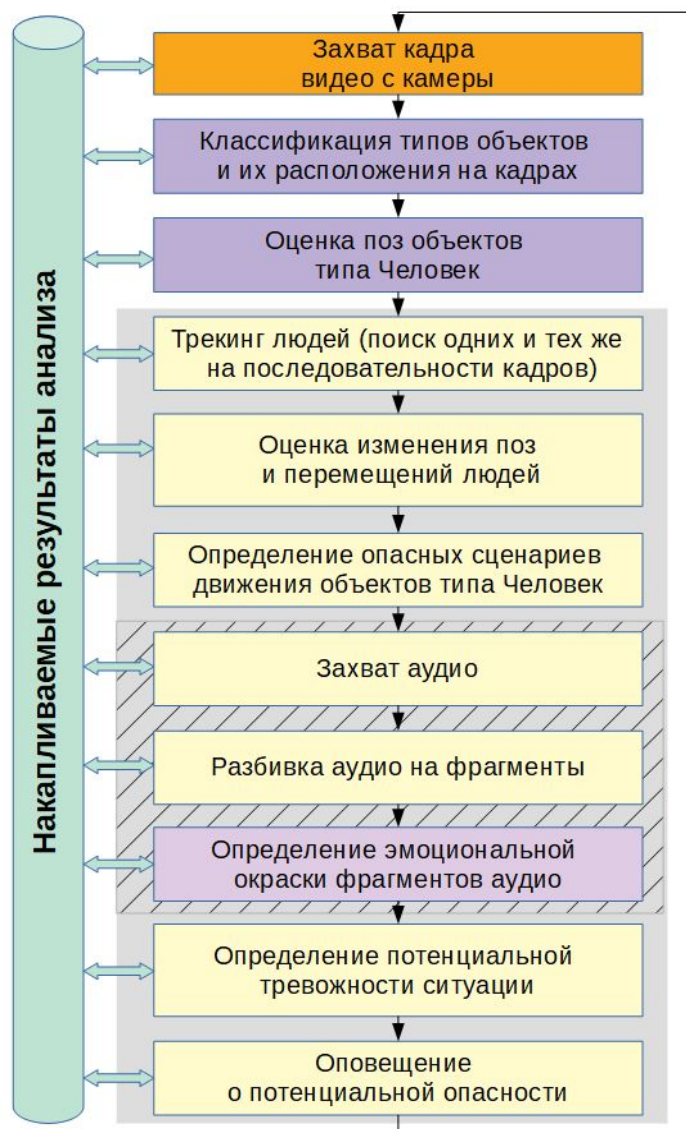 Накапливаемые результаты анализа
Захват кадра
видео с камеры
Классификация типов объектов
и их расположения на кадрах
Оценка поз объектов
типа Человек
Трекинг людей (поиск одних и тех же
на последовательности кадров)
Оценка изменения поз
и перемещений людей
Определение опасных сценариев
движения объектов типа Человек
Захват аудио
Разбивка аудио на фрагменты
Определение эмоциональной
окраски фрагментов аудио
Определение потенциальной
тревожности ситуации
Оповещение
о потенциальной опасности